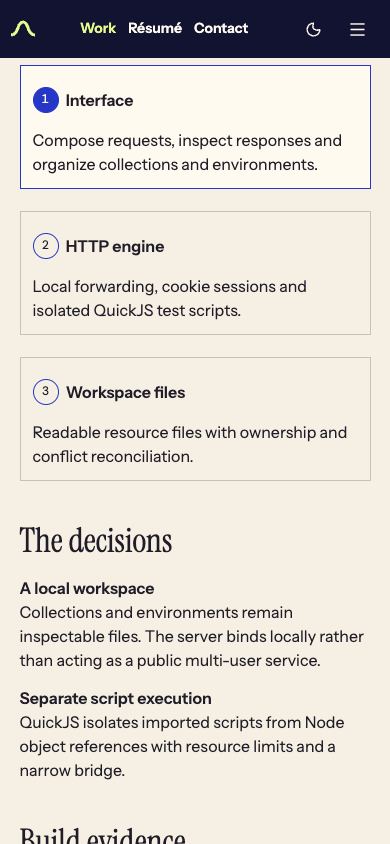 Work Résumé Contact
1 Interface
Compose requests, inspect responses and
organize collections and environments.
2 HTTP engine
Local forwarding, cookie sessions and
isolated QuickJS test scripts.
3 Workspace files
Readable resource files with ownership and
conflict reconciliation.
The decisions
A local workspace
Collections and environments remain
inspectable files. The server binds locally rather
than acting as a public multi-user service.
Separate script execution
QuickJS isolates imported scripts from Node
object references with resource limits and a
narrow bridge.
Build evidence